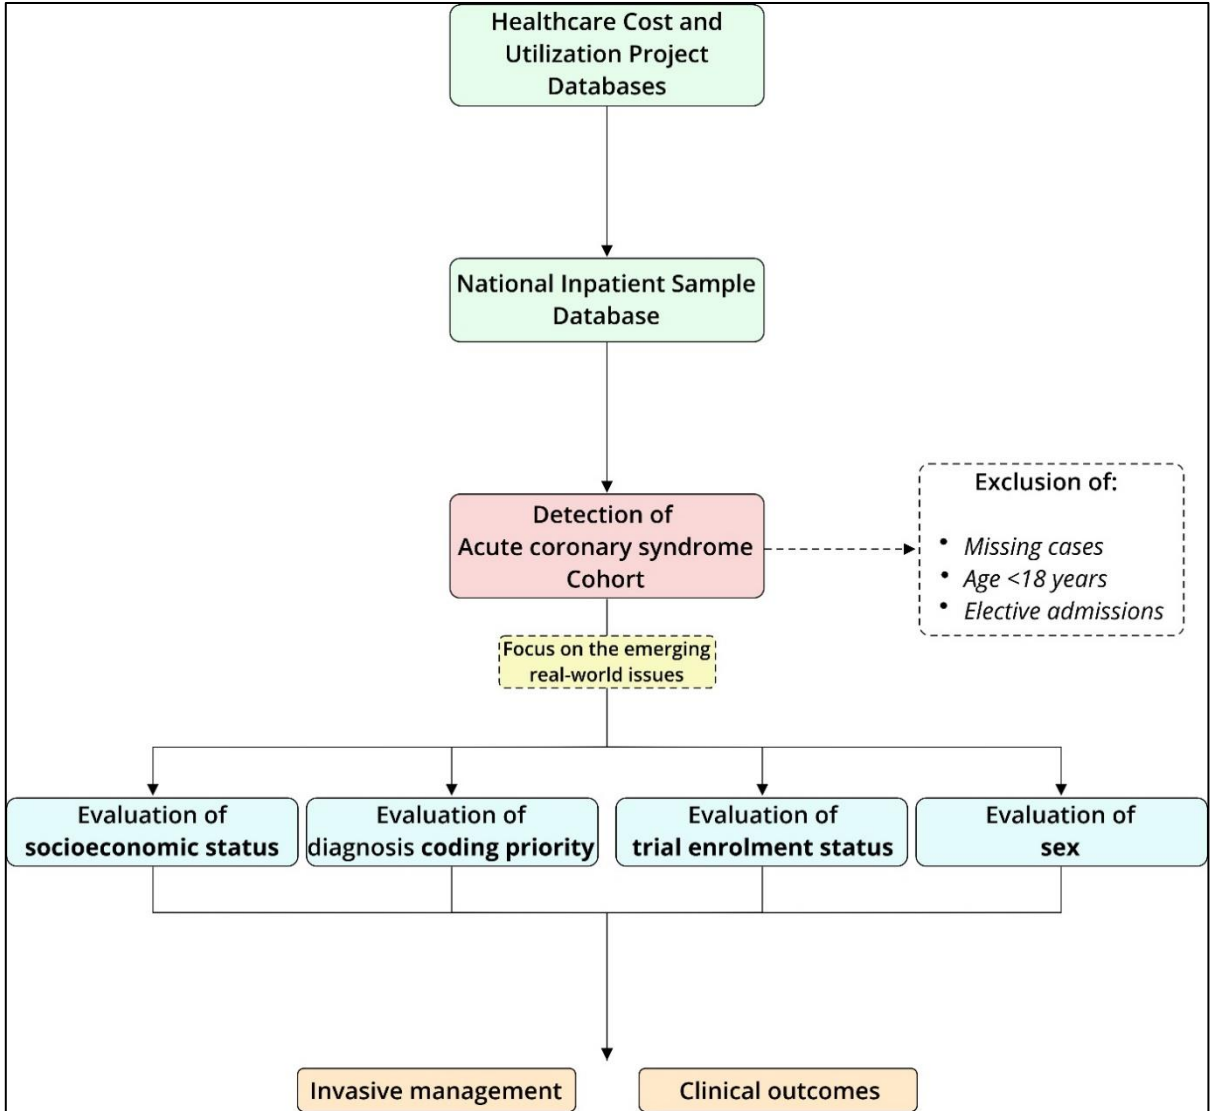 Healthcare Cost and
Utilization Project
Databases
National Inpatient Sample
Database
Detection of
Acute coronary syndrome
Cohort
Exclusion of:
• Missing cases
• Age <18 years
• Elective admissions
Focus on the emerging
real-world issues
Evaluation of
socioeconomic status
Evaluation of
diagnosis coding priority
Evaluation of
trial enrolment status
Evaluation of
sex
Invasive management
Clinical outcomes